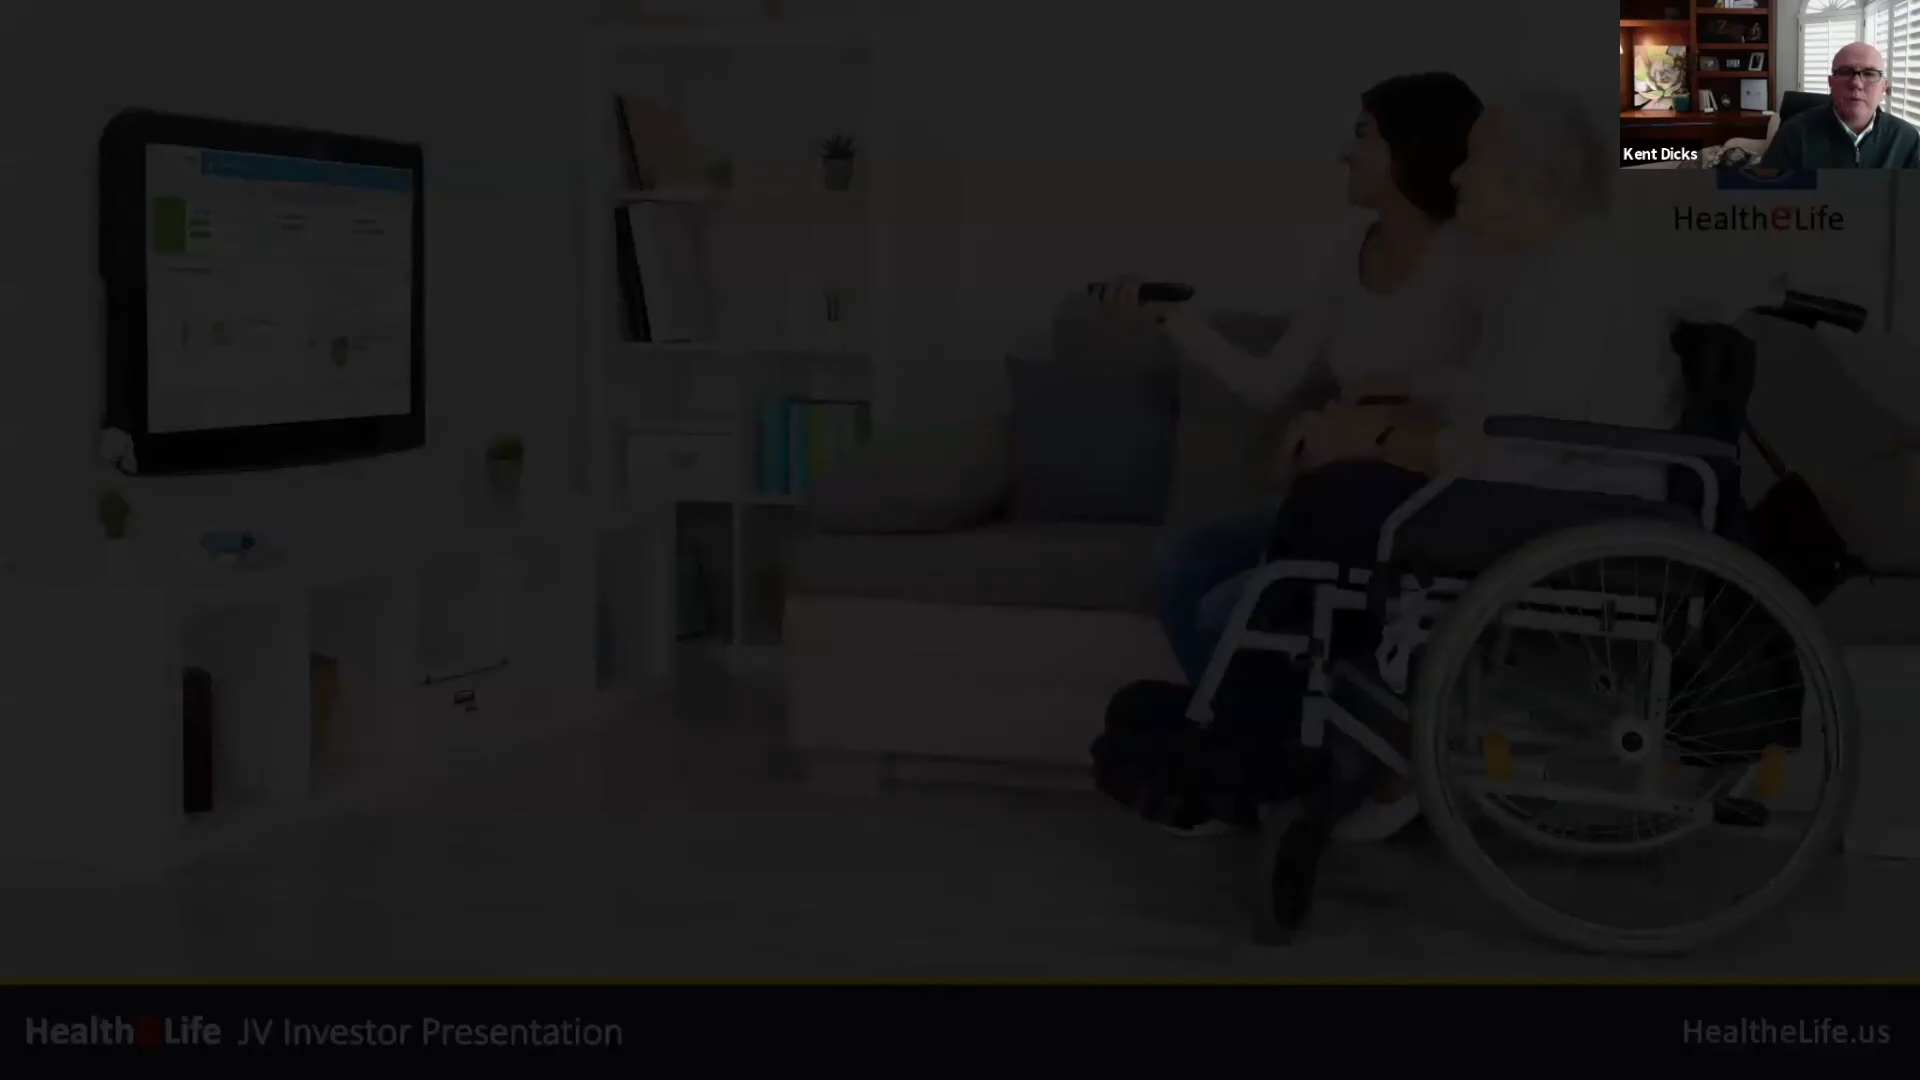 Kent Dicks
HealtheLife
HealtheLife JV Investor Presentation
HealtheLife.us